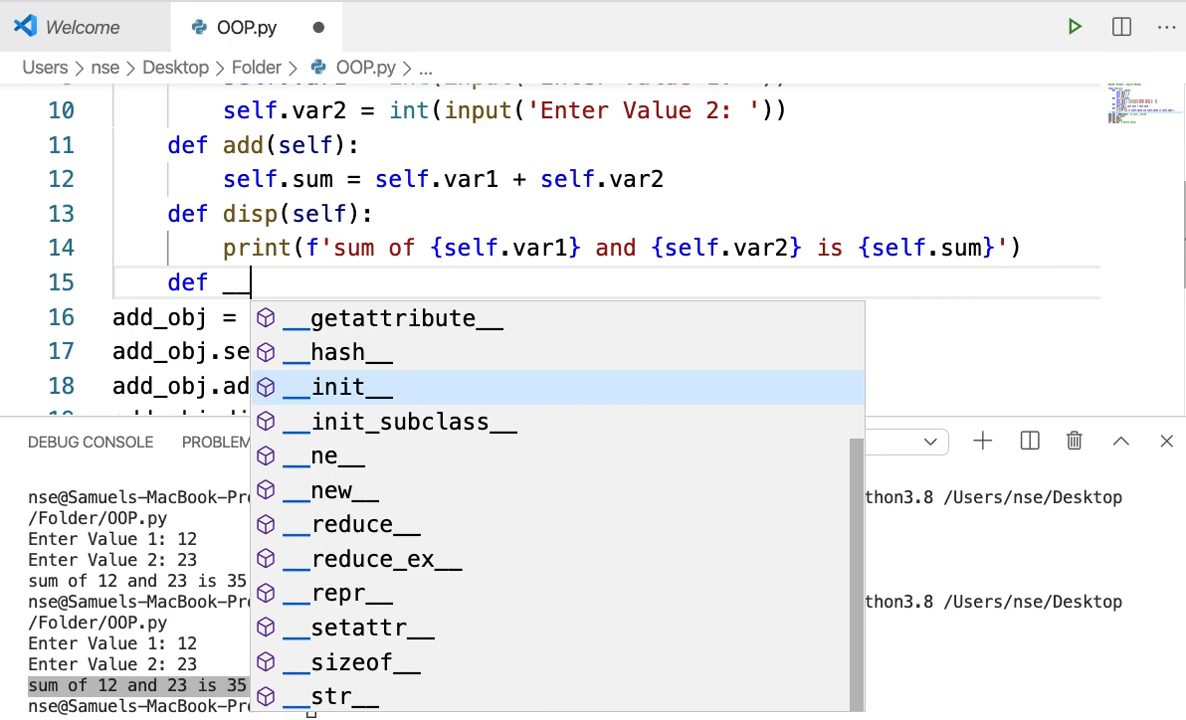 Welcome
OOP.py
Users > nse > Desktop > Folder > OOP.py > ...
10 self.var2 = int(input('Enter Value 2: '))
11 def add(self):
12 self.sum = self.var1 + self.var2
13 def disp(self):
14 print(f'sum of {self.var1} and {self.var2} is {self.sum}')
15 def __
16 add_obj =
17 add_obj.se
18 add_obj.ad
__getattribute__
__hash__
__init__
__init_subclass__
__ne__
__new__
__reduce__
__reduce_ex__
__repr__
__setattr__
__sizeof__
__str__
DEBUG CONSOLE PROBLEM
nse@Samuels-MacBook-Pr thon3.8 /Users/nse/Desktop
/Folder/OOP.py
Enter Value 1: 12
Enter Value 2: 23
sum of 12 and 23 is 35
nse@Samuels-MacBook-Pr thon3.8 /Users/nse/Desktop
/Folder/OOP.py
Enter Value 1: 12
Enter Value 2: 23
sum of 12 and 23 is 35
nse@Samuels-MacBook-Pr